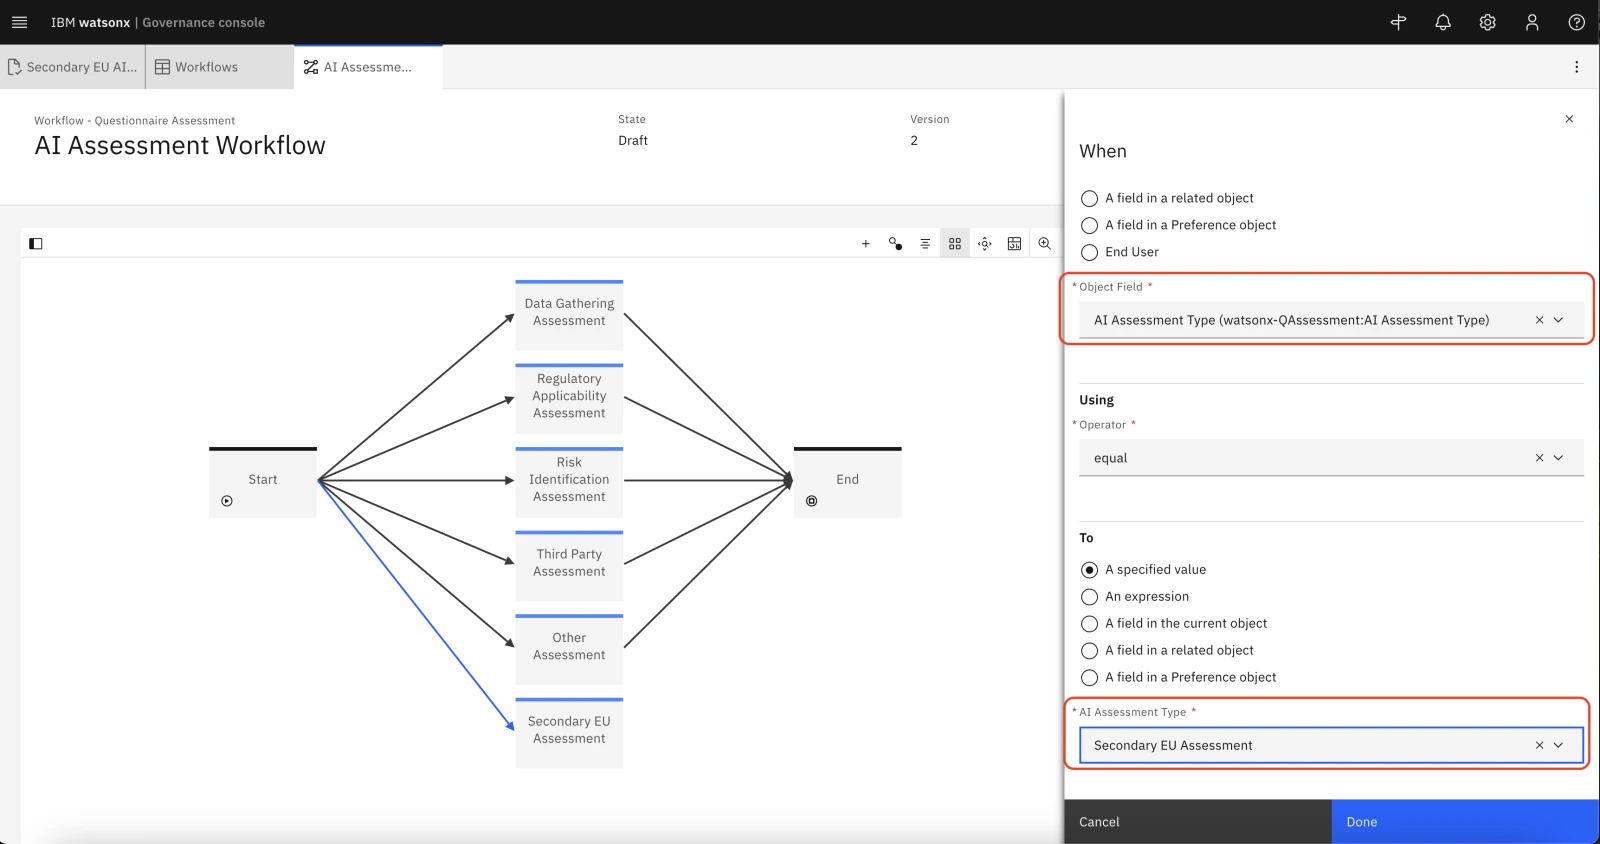 IBM watsonx | Governance console
Secondary EU AI...
Workflows
AI Assessme...
Workflow - Questionnaire Assessment
AI Assessment Workflow
State
Draft
Version
2
Data Gathering
Assessment
Regulatory
Applicability
Assessment
Risk
Identification
Assessment
Third Party
Assessment
Other
Assessment
Secondary EU
Assessment
Start
End
When
A field in a related object
A field in a Preference object
End User
* Object Field *
AI Assessment Type (watsonx-QAssessment:AI Assessment Type)
Using
* Operator *
equal
To
A specified value
An expression
A field in the current object
A field in a related object
A field in a Preference object
* AI Assessment Type *
Secondary EU Assessment
Cancel
Done